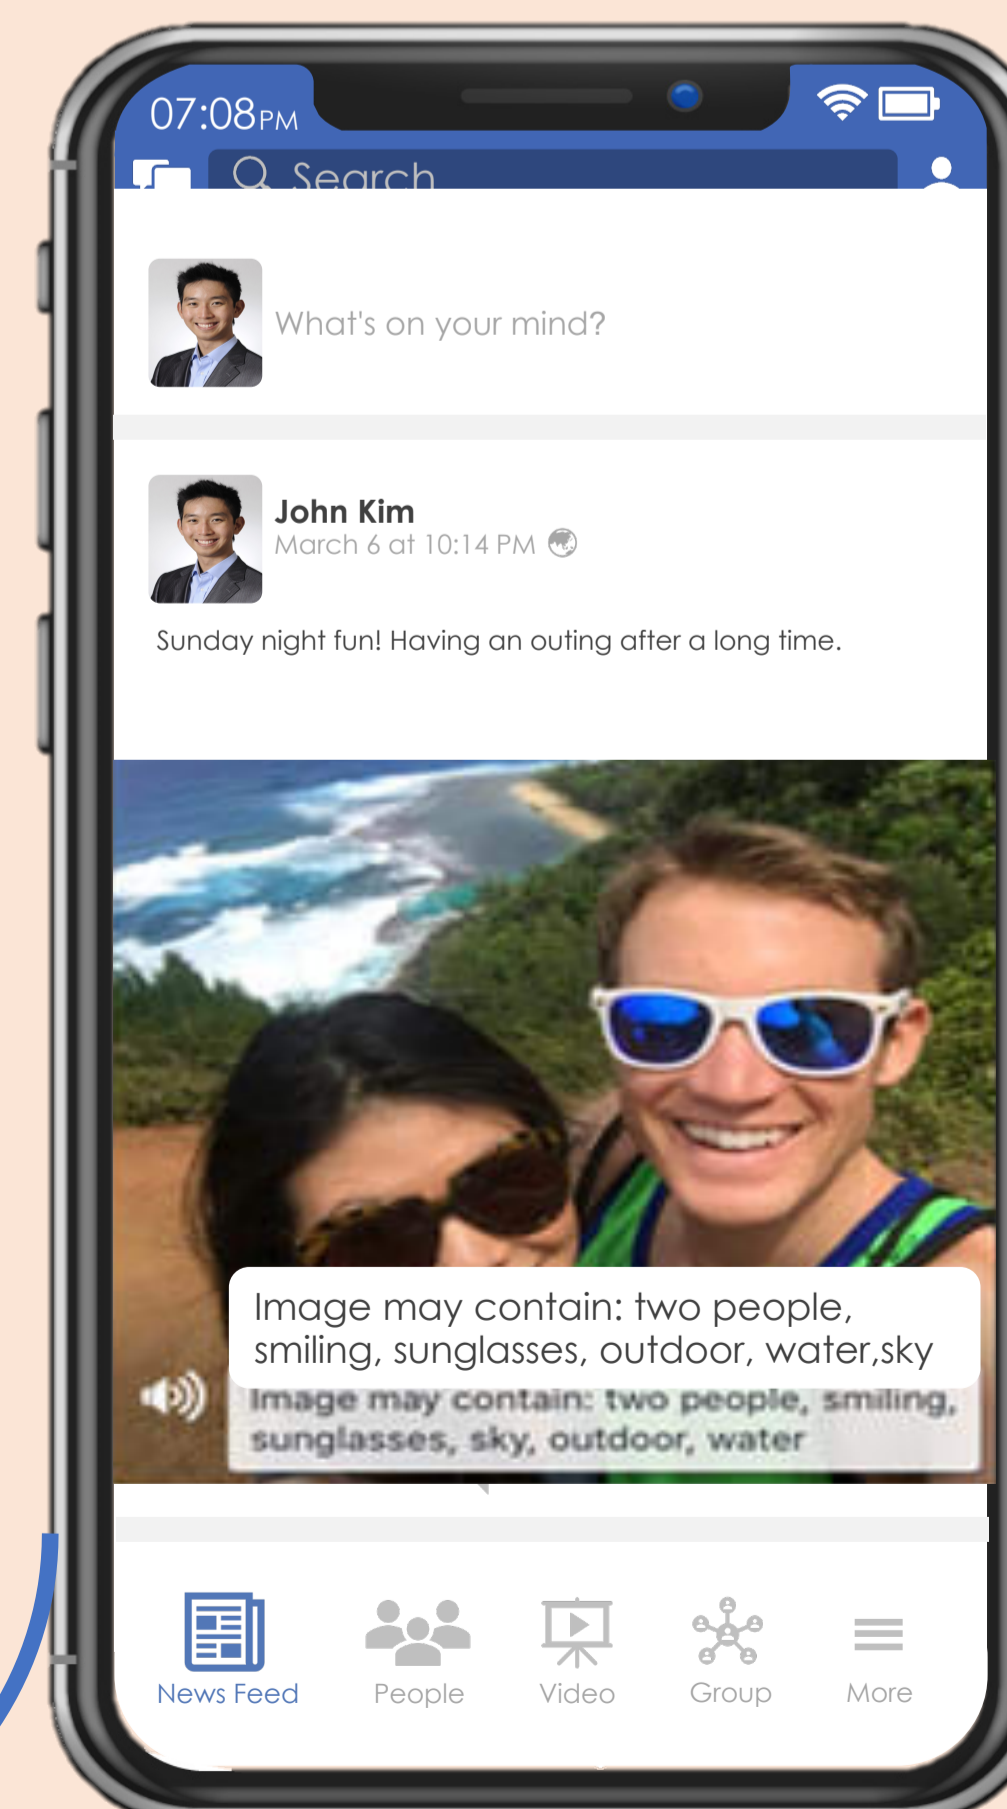 07:08PM
Search
What's on your mind?
John Kim
March 6 at 10:14 PM
Sunday night fun! Having an outing after a long time.
Image may contain: two people,
smiling, sunglasses, outdoor, water,sky
Image may contain: two people, smiling,
sunglasses, sky, outdoor, water
News Feed
People
Video
Group
More